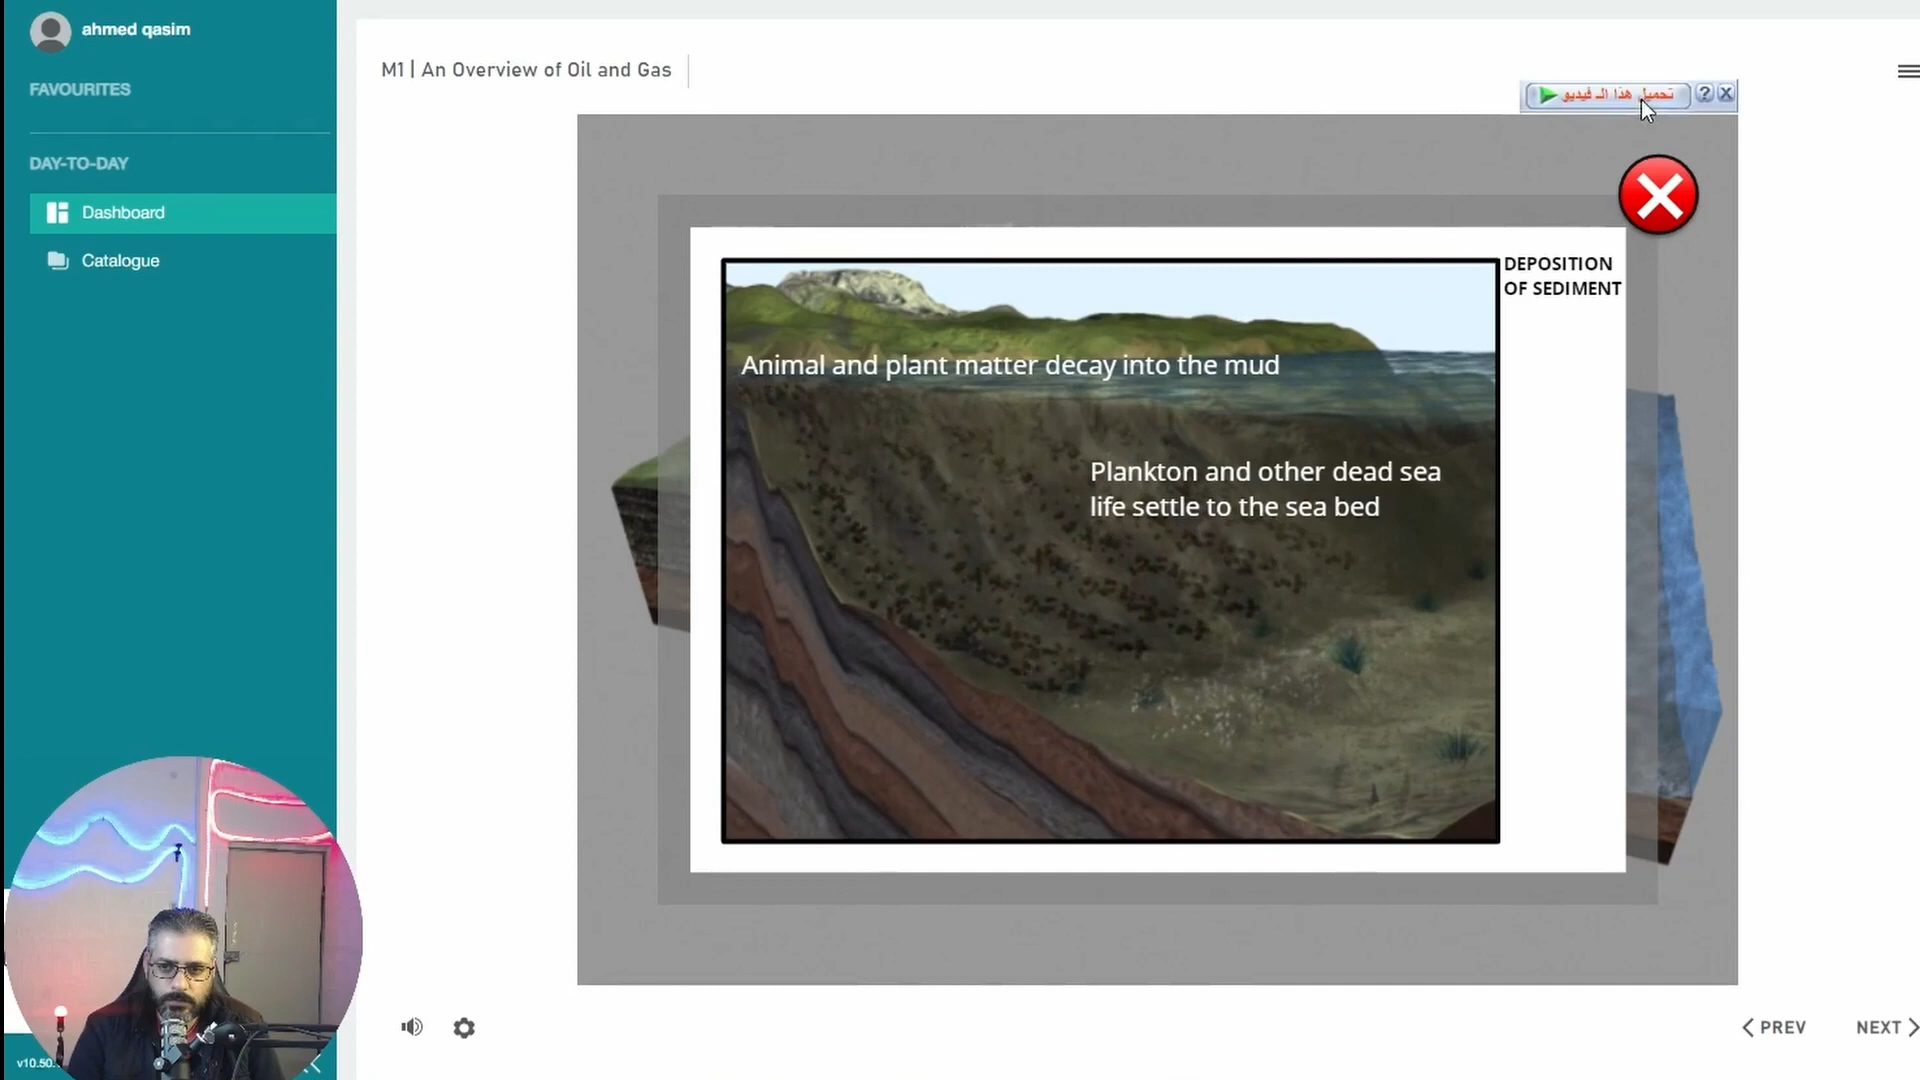 ahmed qasim
FAVOURITES
DAY-TO-DAY
Dashboard
Catalogue
M1 | An Overview of Oil and Gas
تحميل هذا الـ فيديو
DEPOSITION
OF SEDIMENT
Animal and plant matter decay into the mud
Plankton and other dead sea
life settle to the sea bed
PREV
NEXT
v10.50.